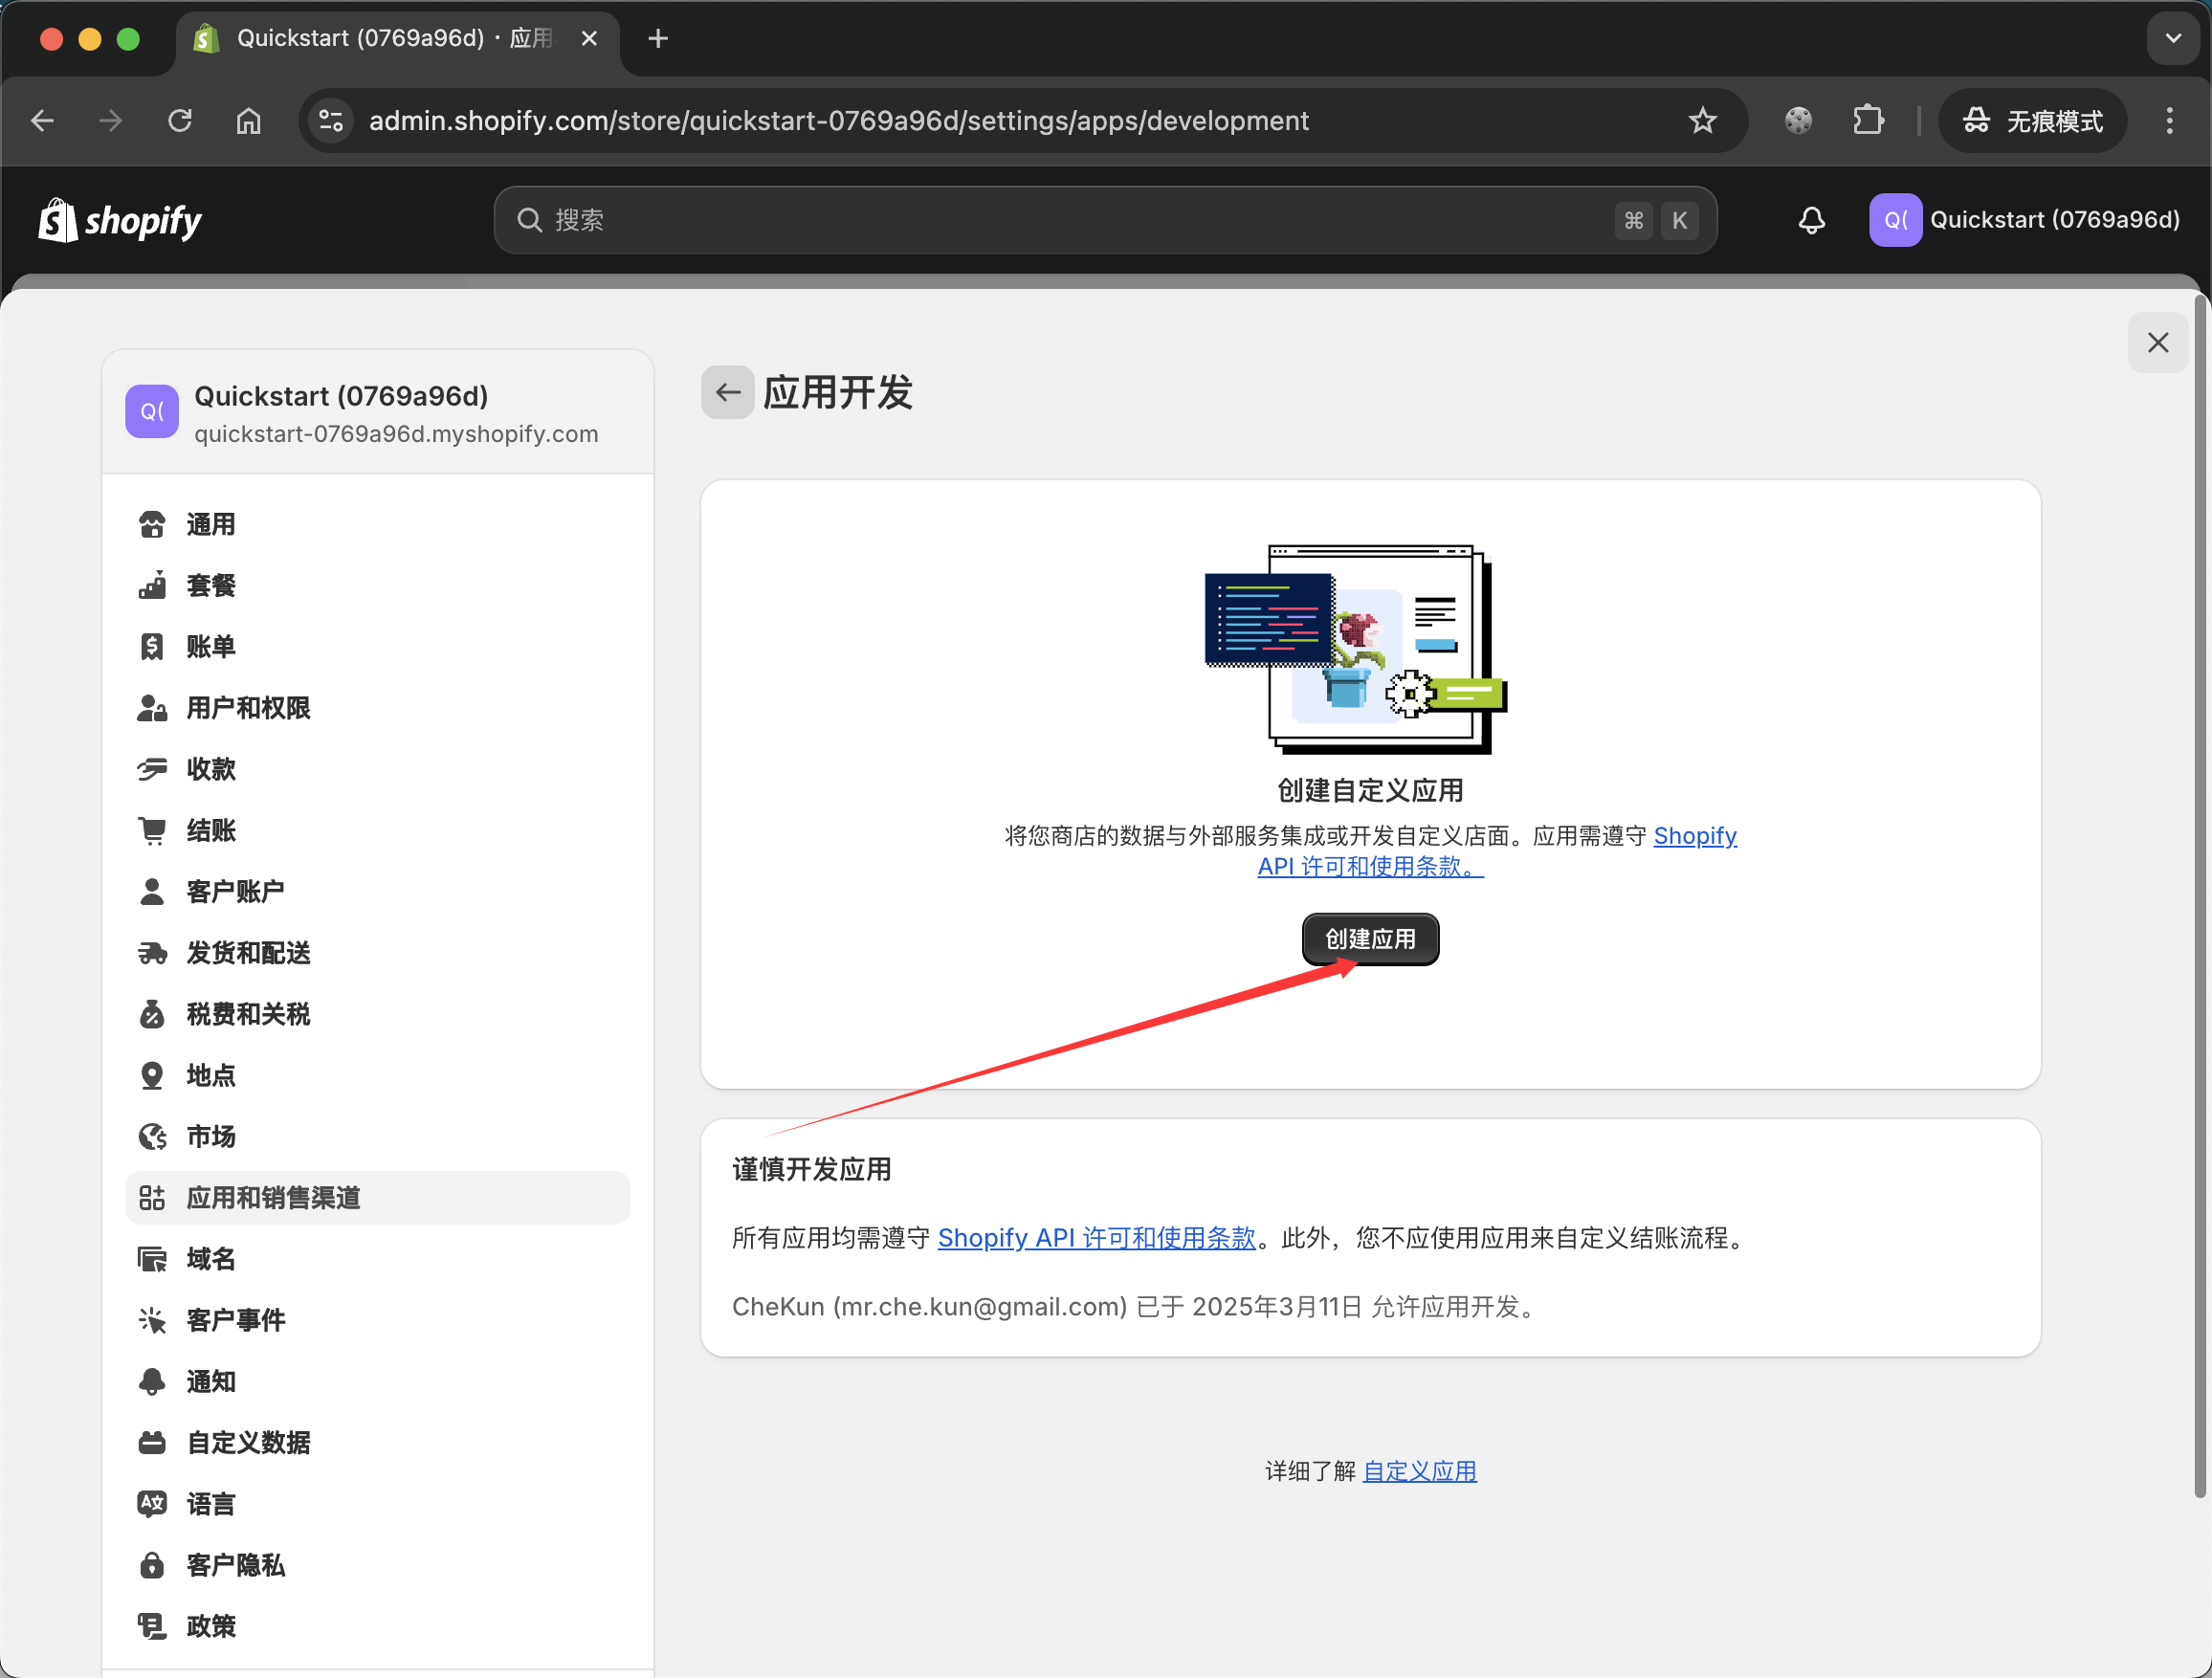 Quickstart (0769a96d) · 应用
admin.shopify.com/store/quickstart-0769a96d/settings/apps/development
无痕模式
shopify
搜索
⌘ K
Q(
Quickstart (0769a96d)
Q(
Quickstart (0769a96d)
quickstart-0769a96d.myshopify.com
通用
套餐
账单
用户和权限
收款
结账
客户账户
发货和配送
税费和关税
地点
市场
应用和销售渠道
域名
客户事件
通知
自定义数据
语言
客户隐私
政策
应用开发
创建自定义应用
将您商店的数据与外部服务集成或开发自定义店面。应用需遵守 Shopify
API 许可和使用条款。
创建应用
谨慎开发应用
所有应用均需遵守 Shopify API 许可和使用条款。此外，您不应使用应用来自定义结账流程。
CheKun (mr.che.kun@gmail.com) 已于 2025年3月11日 允许应用开发。
详细了解 自定义应用